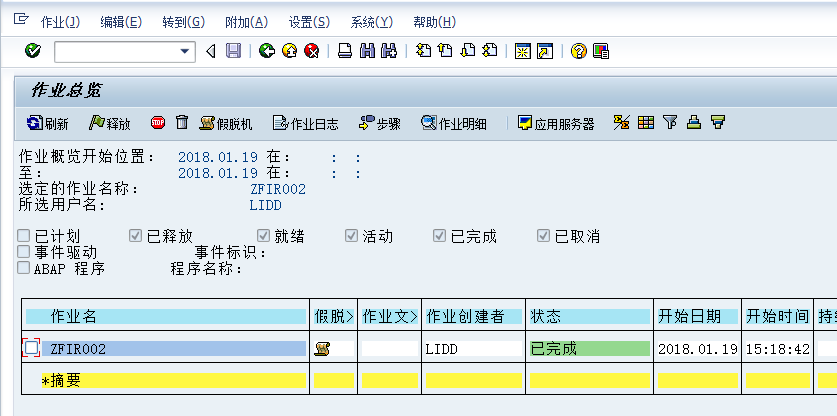 作业(J) 编辑(E) 转到(G) 附加(A) 设置(S) 系统(Y) 帮助(H)
作业总览
刷新 释放 STOP 假脱机 作业日志 步骤 作业明细 应用服务器
作业概览开始位置： 2018.01.19 在： : :
至： 2018.01.19 在： : :
选定的作业名称： ZFIR002
所选用户名： LIDD
已计划 已释放 就绪 活动 已完成 已取消
事件驱动 事件标识：
ABAP 程序 程序名称：
作业名 假脱> 作业文> 作业创建者 状态 开始日期 开始时间 持
ZFIR002 LIDD 已完成 2018.01.19 15:18:42
*摘要